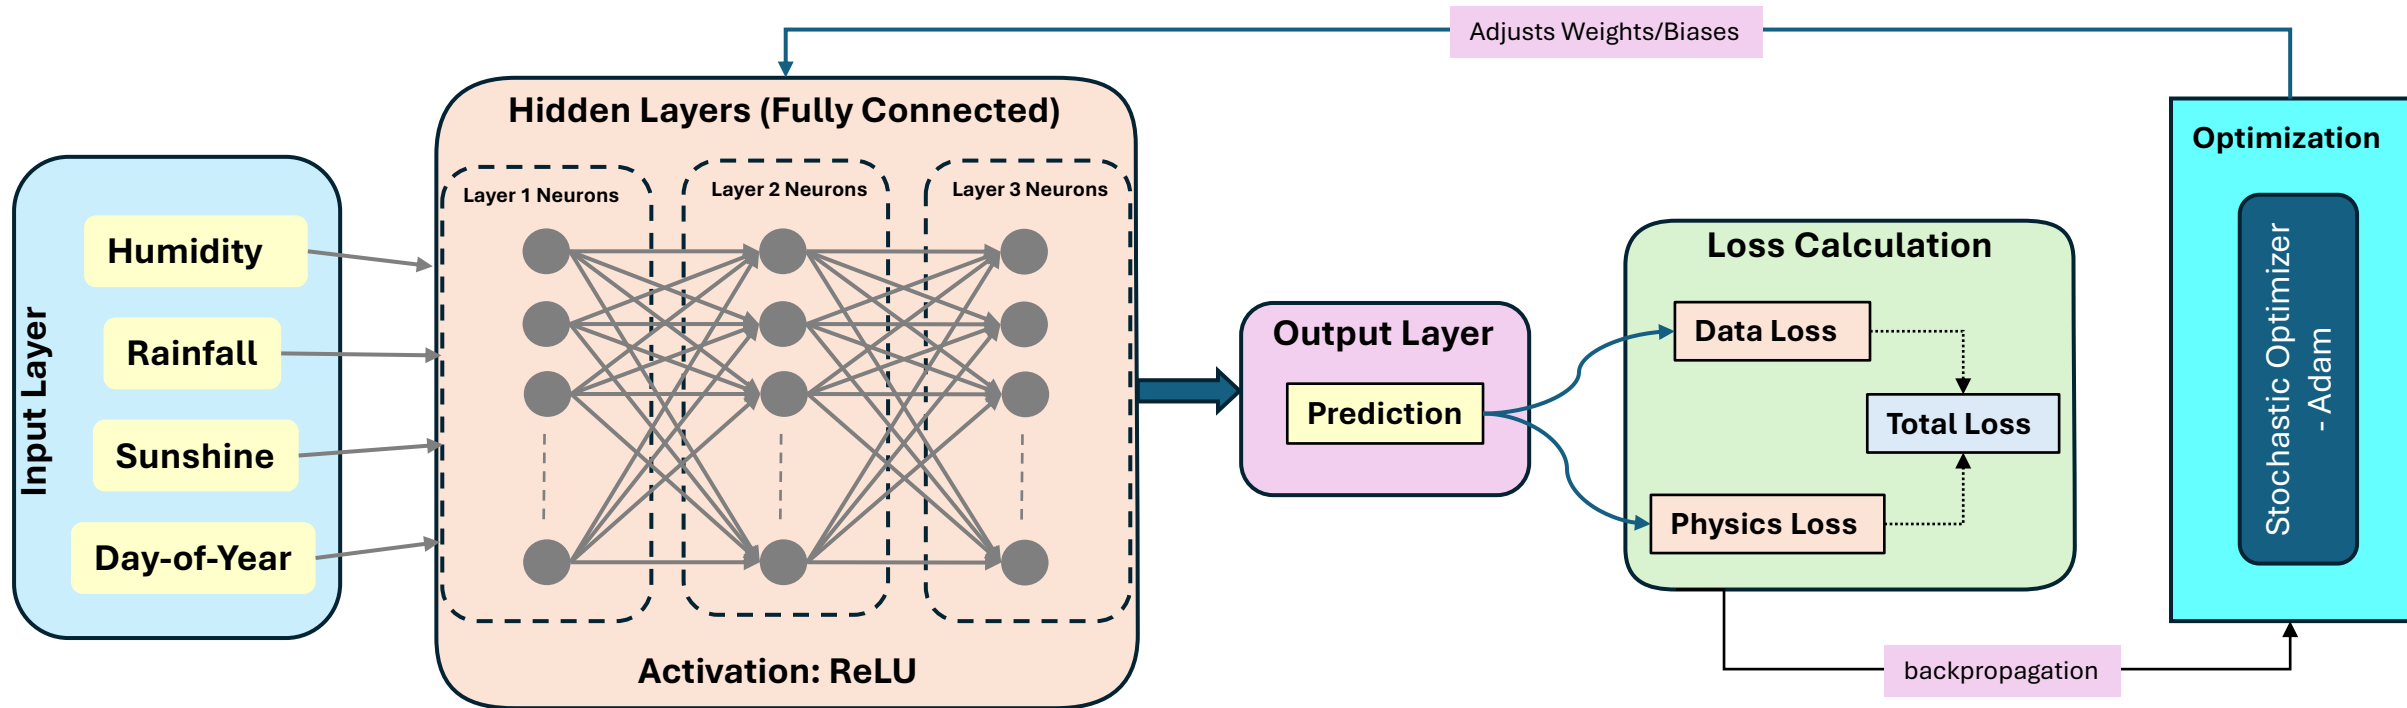 Adjusts Weights/Biases
Hidden Layers (Fully Connected)
Layer 1 Neurons
Layer 2 Neurons
Layer 3 Neurons
Activation: ReLU
Input Layer
Humidity
Rainfall
Sunshine
Day-of-Year
Output Layer
Prediction
Loss Calculation
Data Loss
Total Loss
Physics Loss
backpropagation
Optimization
Stochastic Optimizer
- Adam